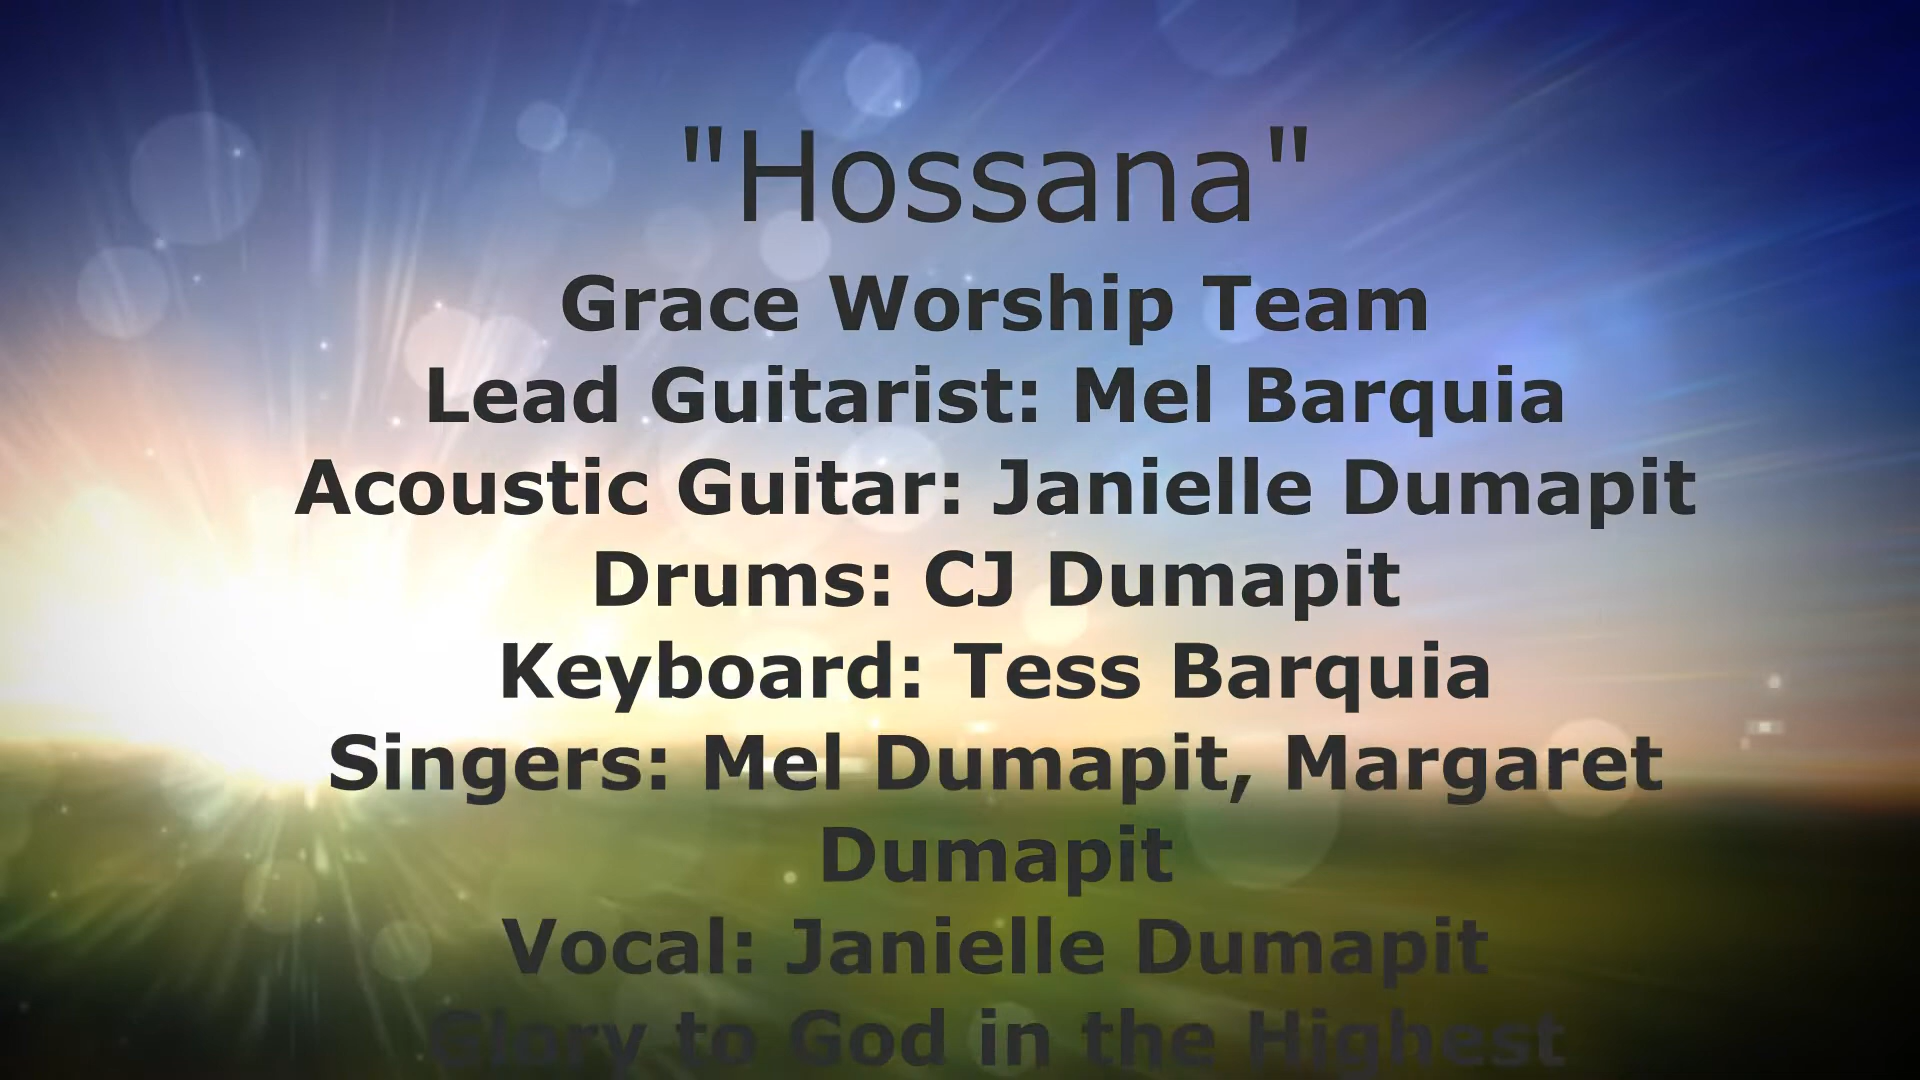 "Hossana"
Grace Worship Team
Lead Guitarist: Mel Barquia
Acoustic Guitar: Janielle Dumapit
Drums: CJ Dumapit
Keyboard: Tess Barquia
Singers: Mel Dumapit, Margaret
Dumapit
Vocal: Janielle Dumapit
Glory to God in the Highest